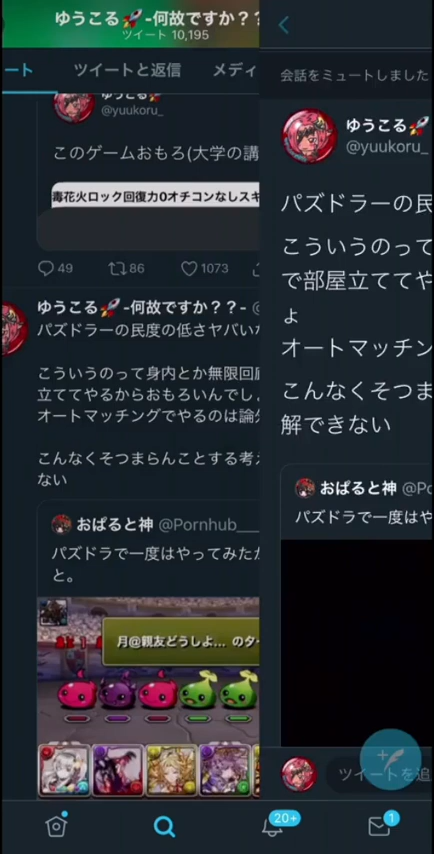 ゆうこる🚀-何故ですか？？
ツイート 10,195
ート ツイートと返信 メディ
ゆうこる🚀
@yuukoru_
このゲームおもろ(大学の講
毒花火ロック回復力0オチコンなしスキ
49 86 1073
ゆうこる🚀 -何故ですか？？- @
パズドラーの民度の低さヤバいな
こういうのって身内とか無限回廊
立ててやるからおもろいんでしょ
オートマッチングでやるのは論外
こんなくそつまらんことする考え
ない
おぱると神 @Pornhub___
パズドラで一度はやってみたか
と。
月@親友どうしよ... のター
会話をミュートしました
ゆうこる🚀
@yuukoru_
パズドラーの民
こういうのって
で部屋立ててや
ょ
オートマッチン
こんなくそつま
解できない
おぱると神 @Po
パズドラで一度はや
ツイートを追
20+
1